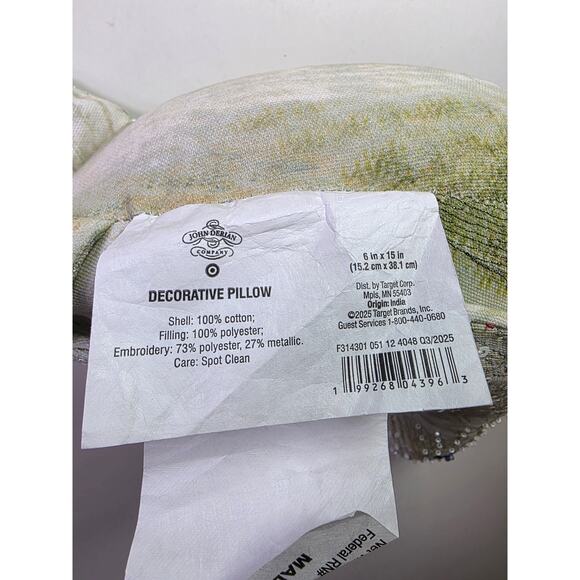 JOHN DERIAN
COMPANY
DECORATIVE PILLOW
Shell: 100% cotton;
Filling: 100% polyester;
Embroidery: 73% polyester, 27% metallic.
Care: Spot Clean
6 in x 15 in
(15.2 cm x 38.1 cm)
Dist. by Target Corp.
Mpls, MN 55403
Origin: India
©2025 Target Brands, Inc.
Guest Services 1-800-440-0680
F314301 051 12 4048 Q3/2025
1 99268 04396 3
Federal RN#